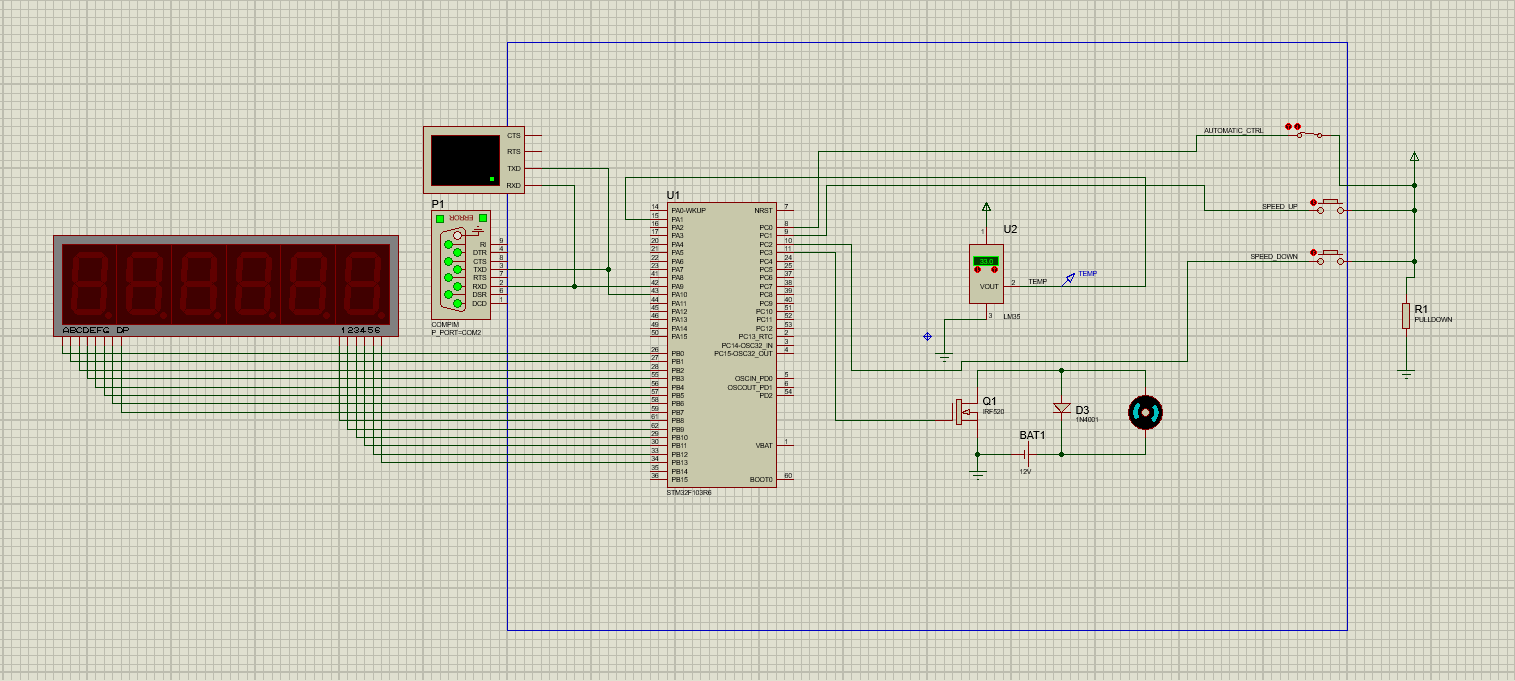 CTS
RTS
TXD
RXD
P1
ERROR
RI
DTR
CTS
TXD
RTS
RXD
DSR
DCD
9
4
8
3
7
2
6
1
COMPIM
P_PORT=COM2
ABCDEFG DP
123456
U1
14 PA0-WKUP
15 PA1
16 PA2
17 PA3
20 PA4
21 PA5
22 PA6
23 PA7
41 PA8
42 PA9
43 PA10
44 PA11
45 PA12
46 PA13
49 PA14
50 PA15
26 PB0
27 PB1
28 PB2
55 PB3
56 PB4
57 PB5
58 PB6
59 PB7
61 PB8
62 PB9
29 PB10
30 PB11
33 PB12
34 PB13
35 PB14
36 PB15
NRST 7
PC0 8
PC1 9
PC2 10
PC3 11
PC4 24
PC5 25
PC6 37
PC7 38
PC8 39
PC9 40
PC10 51
PC11 52
PC12 53
PC13_RTC 2
PC14-OSC32_IN 3
PC15-OSC32_OUT 4
OSCIN_PD0 5
OSCOUT_PD1 6
PD2 54
VBAT 1
BOOT0 60
STM32F103R6
U2
1
33.0
VOUT
2
3
LM35
TEMP
TEMP
AUTOMATIC_CTRL
SPEED_UP
SPEED_DOWN
R1
PULLDOWN
Q1
IRF520
D3
1N4001
BAT1
12V